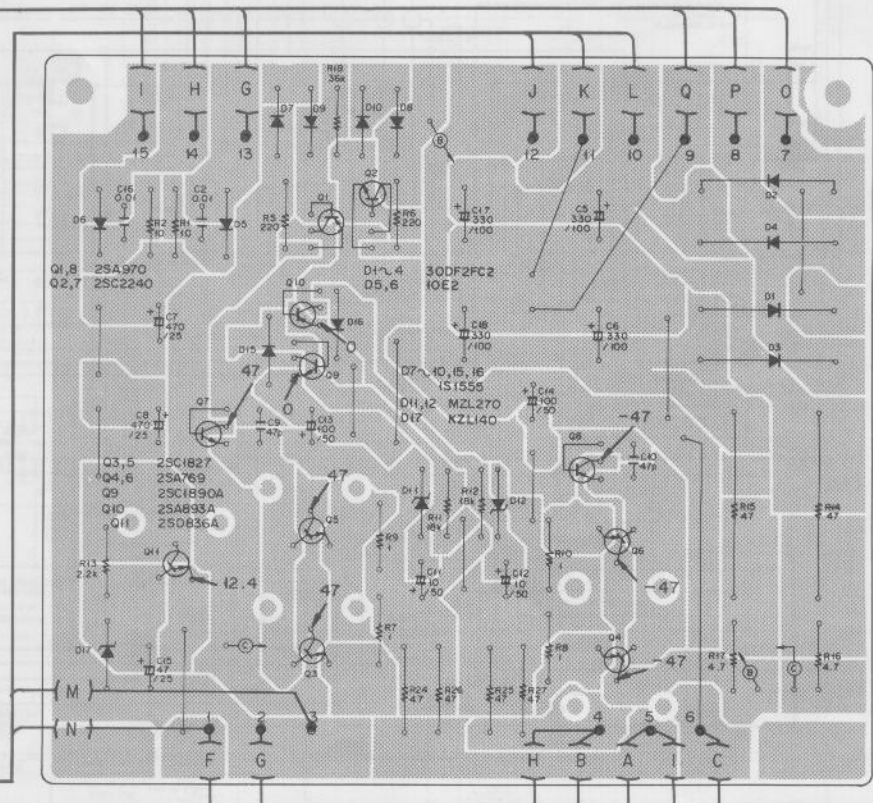 I H G J K L Q P O
15 14 13 12 11 10 9 8 7
R18
36k
D7 D9 D10 D8
B
Q2
Q1
D6
C16
0.01
R2
10
R1
10
C2
0.01
D5
R5
220
R6
220
C17
330
/100
C5
330
/100
D2
D4
Q1,8 2SA970
Q2,7 2SC2240
D1~4 30DF2FC2
D5,6 10E2
Q10
D16
O
C7
470
/25
D15
Q9
O
C18
330
/100
C6
330
/100
D1
D3
D7~10,15,16
1S1555
D11,12 MZL270
D17 KZL140
Q7
47
C8
470
/25
C9
47p
C13
100
/50
C14
100
/50
Q8
-47
C10
47p
Q3,5 2SC1827
Q4,6 2SA769
Q9 2SC1890A
Q10 2SA893A
Q11 2SD836A
47
Q5
D11
R11
18k
R12
18k
D12
R15
47
R14
47
R13
2.2k
Q11
12.4
R9
1
C11
10
/50
C12
10
/50
R10
1
Q6
-47
47
Q3
R7
1
R8
1
Q4
-47
D17
C15
47
/25
C
R24
47
R26
47
R25
47
R27
47
R17
4.7
B
C
R16
4.7
M
N
1 2 3 4 5 6
F G H B A I C